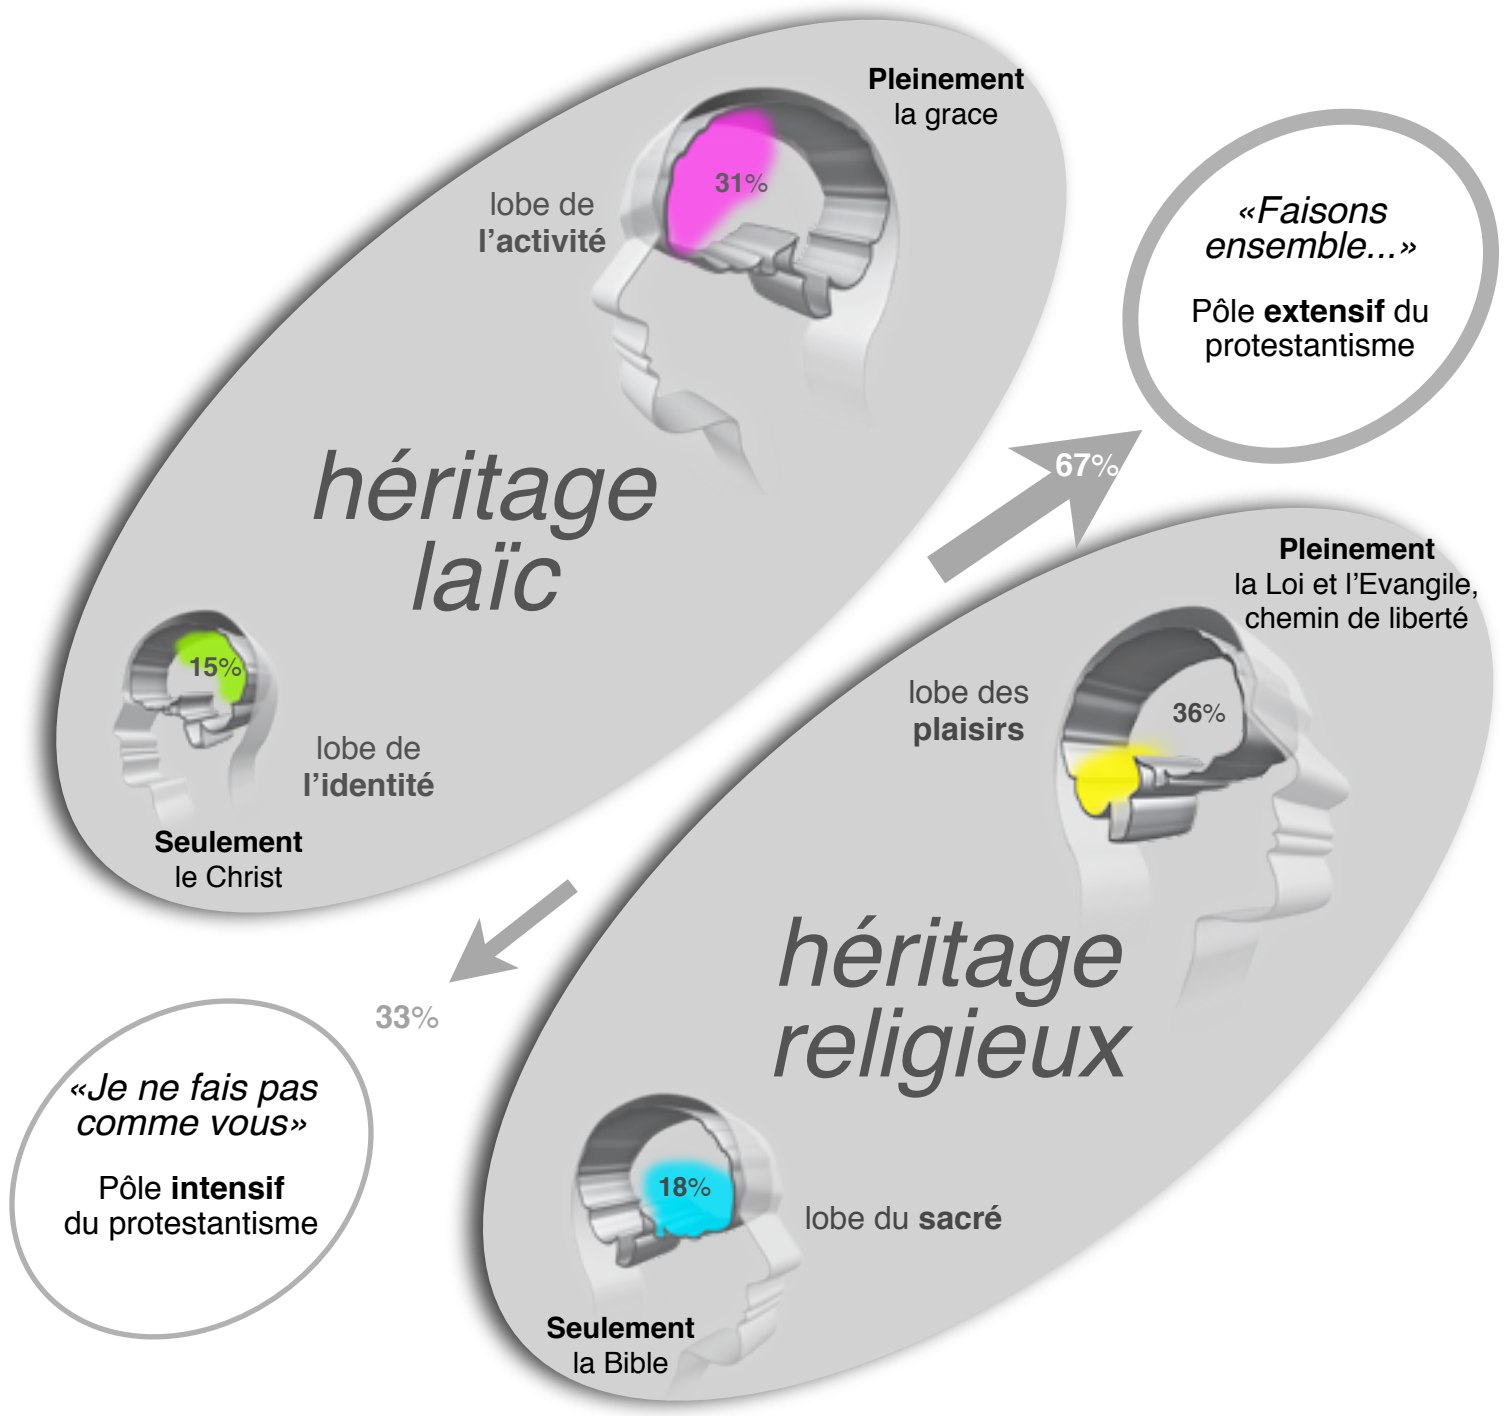 Pleinement
la grace
31%
lobe de
l’activité
«Faisons
ensemble...»
Pôle extensif du
protestantisme
67%
héritage
laïc
15%
lobe de
l’identité
Seulement
le Christ
Pleinement
la Loi et l’Evangile,
chemin de liberté
lobe des
plaisirs
36%
héritage
religieux
33%
«Je ne fais pas
comme vous»
Pôle intensif
du protestantisme
18%
lobe du sacré
Seulement
la Bible